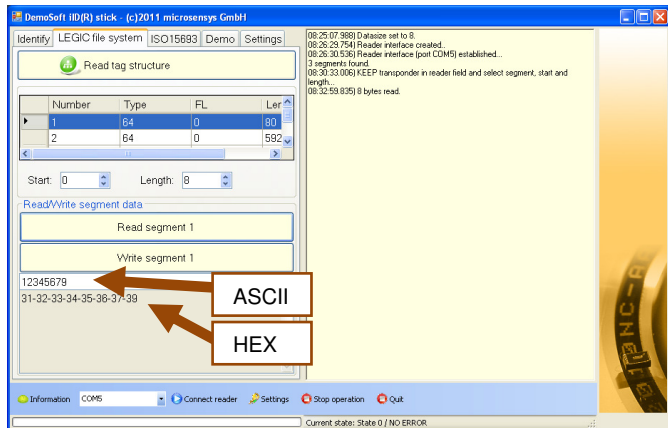 DemoSoft iID(R) stick - (c)2011 microsensys GmbH
Identify LEGIC file system ISO15693 Demo Settings
Read tag structure
Number Type FL Ler
1 64 0 80
2 64 0 592
Start: 0 Length: 8
Read/Write segment data
Read segment 1
Write segment 1
12345679
31-32-33-34-35-36-37-39
ASCII
HEX
08:25:07.988) Datasize set to 8.
08:26:29.754) Reader interface created..
08:26:30.536) Reader interface (port COM5) established...
3 segments found.
08:30:33.006) KEEP transponder in reader field and select segment, start and
length...
08:32:59.835) 8 bytes read.
Information COM5 Connect reader Settings Stop operation Quit
Current state: State 0 / NO ERROR